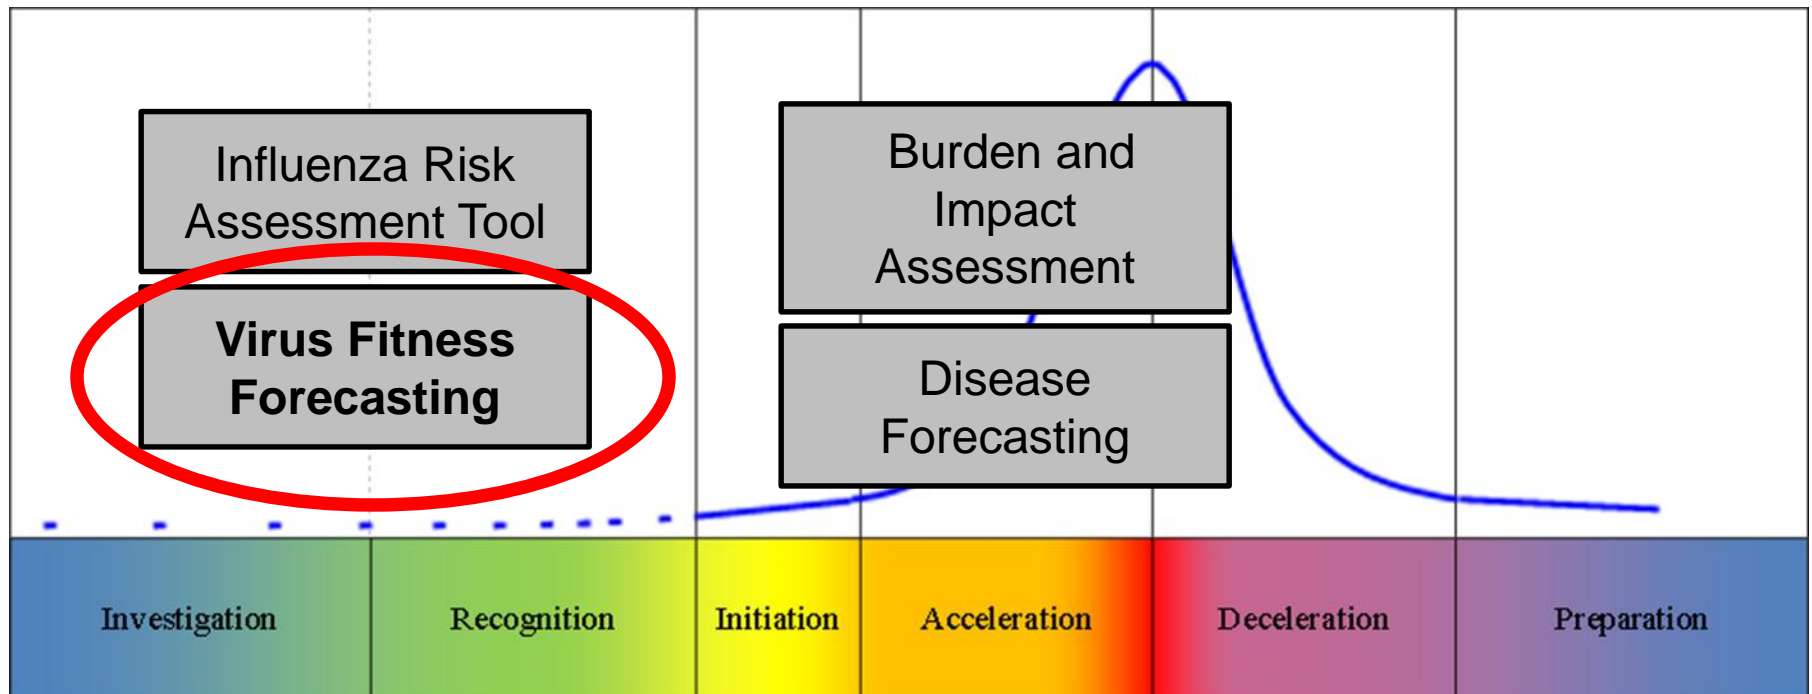 Influenza Risk
Assessment Tool
Virus Fitness
Forecasting
Burden and
Impact
Assessment
Disease
Forecasting
Investigation
Recognition
Initiation
Acceleration
Deceleration
Preparation